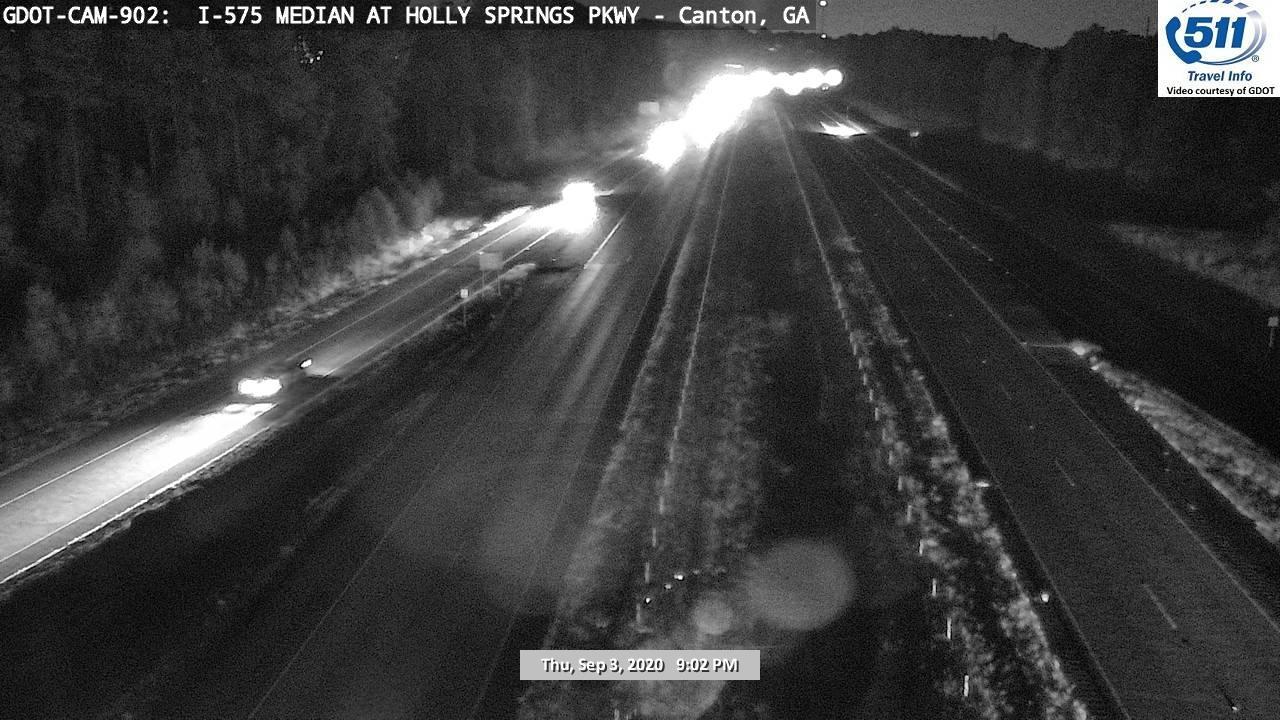 GDOT-CAM-902: I-575 MEDIAN AT HOLLY SPRINGS PKWY - Canton, GA
511
®
Travel Info
Video courtesy of GDOT
Thu, Sep 3, 2020 9:02 PM